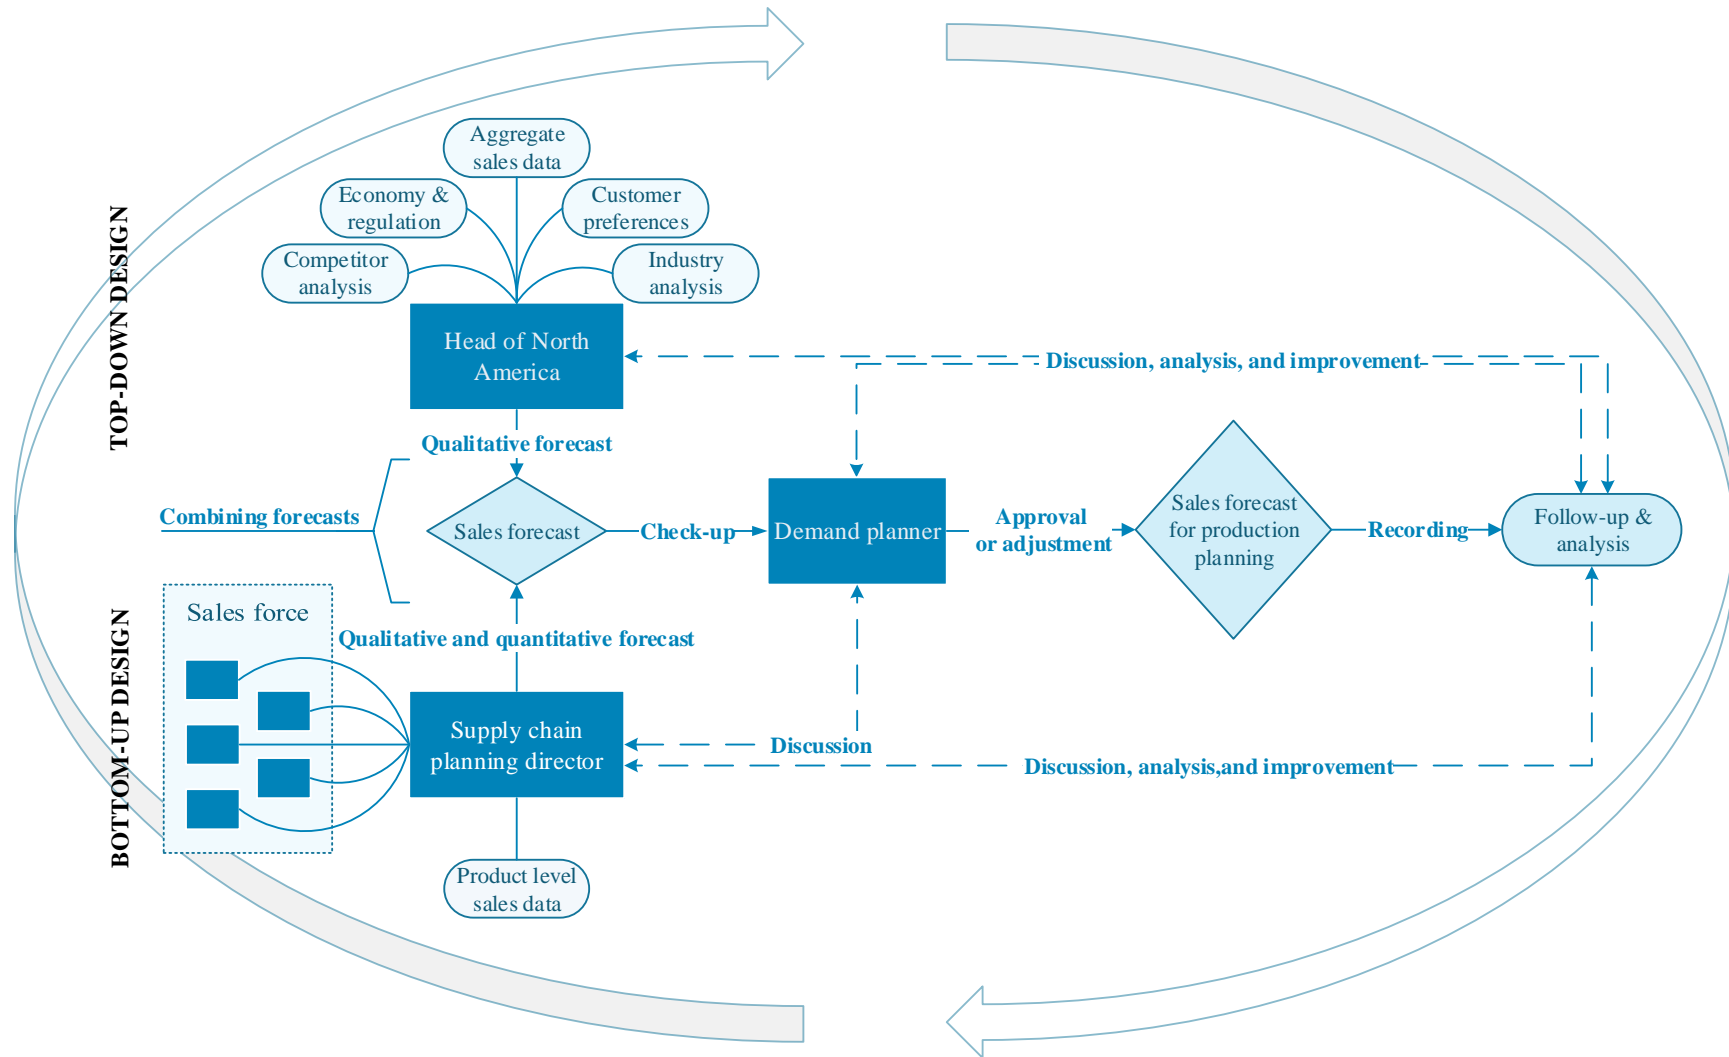 TOP-DOWN DESIGN
Aggregate
sales data
Economy &
regulation
Customer
preferences
Competitor
analysis
Industry
analysis
Head of North
America
Discussion, analysis, and improvement
Qualitative forecast
Combining forecasts
Sales forecast
Check-up
Demand planner
Approval
or adjustment
Sales forecast
for production
planning
Recording
Follow-up &
analysis
BOTTOM-UP DESIGN
Sales force
Qualitative and quantitative forecast
Supply chain
planning director
Discussion
Discussion, analysis,and improvement
Product level
sales data